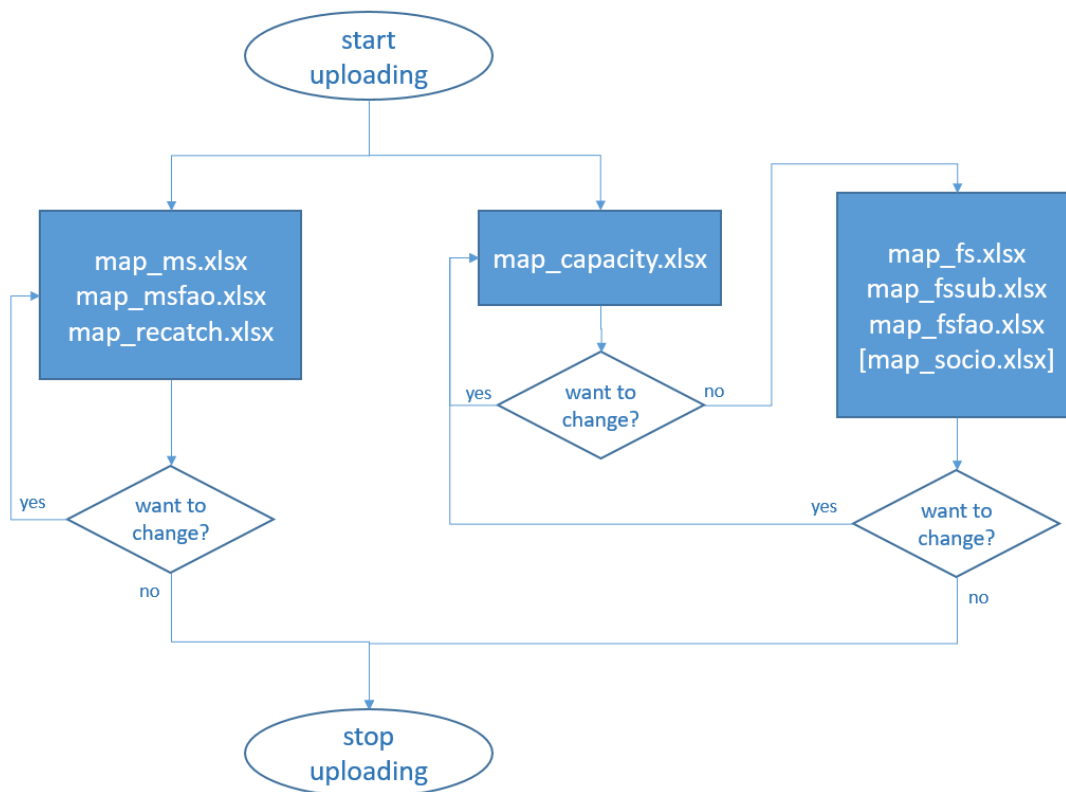 start
uploading
map_ms.xlsx
map_msfao.xlsx
map_recatch.xlsx
map_capacity.xlsx
map_fs.xlsx
map_fssub.xlsx
map_fsfao.xlsx
[map_socio.xlsx]
yes
want to
change?
no
yes
want to
change?
no
yes
want to
change?
no
stop
uploading